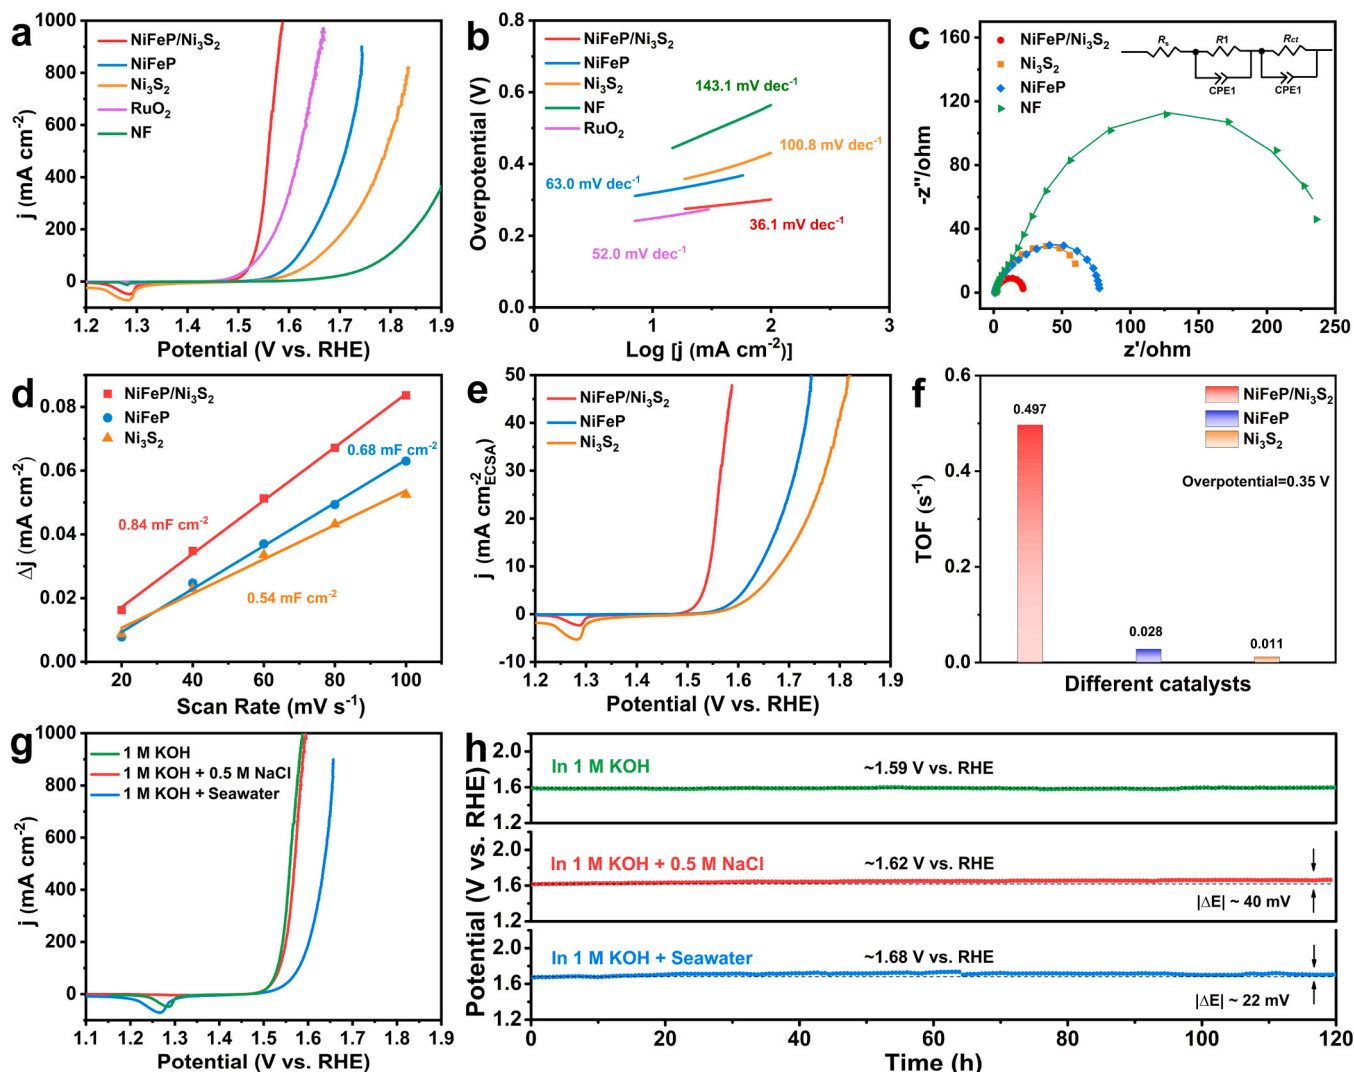 a
1000
800
600
400
200
0
j (mA cm⁻²)
NiFeP/Ni₃S₂
NiFeP
Ni₃S₂
RuO₂
NF
1.2 1.3 1.4 1.5 1.6 1.7 1.8 1.9
Potential (V vs. RHE)
b
0.8
0.6
0.4
0.2
0.0
Overpotential (V)
NiFeP/Ni₃S₂
NiFeP
Ni₃S₂
NF
RuO₂
143.1 mV dec⁻¹
100.8 mV dec⁻¹
63.0 mV dec⁻¹
36.1 mV dec⁻¹
52.0 mV dec⁻¹
0 1 2 3
Log [j (mA cm⁻²)]
c
160
120
80
40
0
-z''/ohm
NiFeP/Ni₃S₂
Ni₃S₂
NiFeP
NF
Rₛ R1 Rct
CPE1 CPE1
0 50 100 150 200 250
z'/ohm
d
0.08
0.06
0.04
0.02
0.00
Δj (mA cm⁻²)
NiFeP/Ni₃S₂
NiFeP
Ni₃S₂
0.68 mF cm⁻²
0.84 mF cm⁻²
0.54 mF cm⁻²
20 40 60 80 100
Scan Rate (mV s⁻¹)
e
50
40
30
20
10
0
-10
j (mA cm⁻²ECSA)
NiFeP/Ni₃S₂
NiFeP
Ni₃S₂
1.2 1.3 1.4 1.5 1.6 1.7 1.8 1.9
Potential (V vs. RHE)
f
0.6
0.4
0.2
0.0
TOF (s⁻¹)
NiFeP/Ni₃S₂
NiFeP
Ni₃S₂
0.497
Overpotential=0.35 V
0.028
0.011
Different catalysts
g
1000
800
600
400
200
0
j (mA cm⁻²)
1 M KOH
1 M KOH + 0.5 M NaCl
1 M KOH + Seawater
1.1 1.2 1.3 1.4 1.5 1.6 1.7 1.8 1.9
Potential (V vs. RHE)
h
Potential (V vs. RHE)
2.0
1.6
1.2
In 1 M KOH
~1.59 V vs. RHE
2.0
1.6
1.2
In 1 M KOH + 0.5 M NaCl
~1.62 V vs. RHE
|ΔE| ~ 40 mV
2.0
1.6
1.2
In 1 M KOH + Seawater
~1.68 V vs. RHE
|ΔE| ~ 22 mV
0 20 40 60 80 100 120
Time (h)